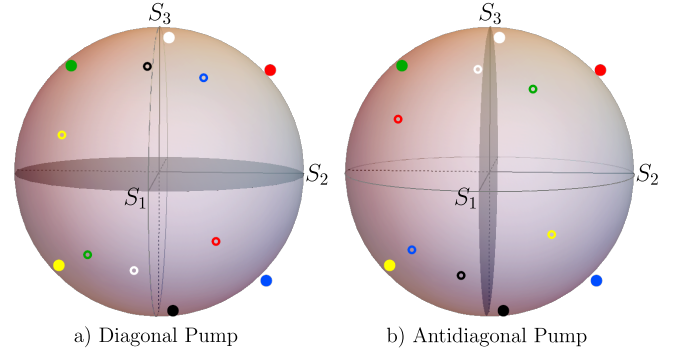 S₃ S₃
S₂ S₂
S₁ S₁
a) Diagonal Pump b) Antidiagonal Pump